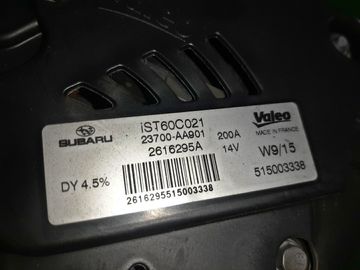 iST60C021
Valeo
SUBARU
23700-AA901
200A
MADE IN FRANCE
2616295A
14V
W9/15
DY 4.5%
515003338
2616295515003338